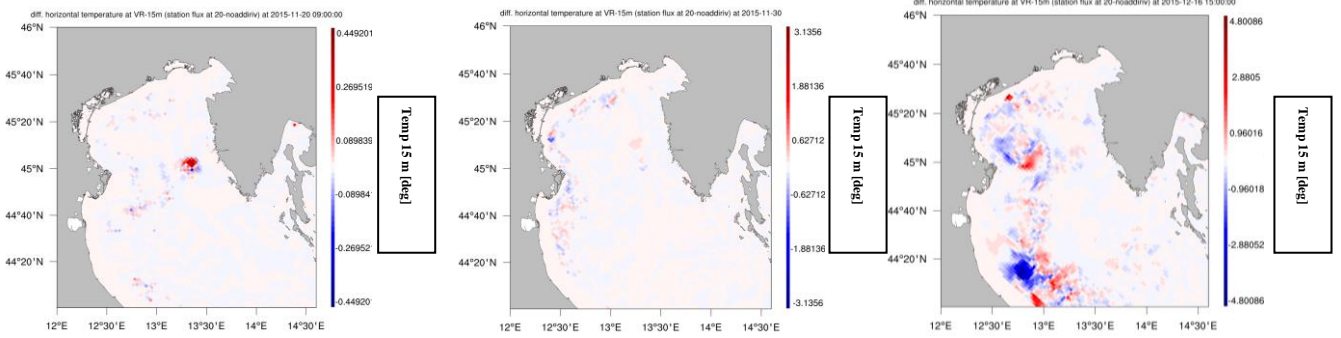 diff. horizontal temperature at VR-15m (station flux at 20-noaddiriv) at 2015-11-20 09:00:00
46°N
45°40'N
45°20'N
45°N
44°40'N
44°20'N
12°E
12°30'E
13°E
13°30'E
14°E
14°30'E
0.449201
0.269519
0.089839
-0.08984
-0.26952
-0.44920
Temp 15 m [deg]
diff. horizontal temperature at VR-15m (station flux at 20-noaddiriv) at 2015-11-30
46°N
45°40'N
45°20'N
45°N
44°40'N
44°20'N
12°E
12°30'E
13°E
13°30'E
14°E
14°30'E
3.1356
1.88136
0.62712
-0.62712
-1.88136
-3.1356
Temp 15 m [deg]
diff. horizontal temperature at VR-15m (station flux at 20-noaddiriv) at 2015-12-16 15:00:00
46°N
45°40'N
45°20'N
45°N
44°40'N
44°20'N
12°E
12°30'E
13°E
13°30'E
14°E
14°30'E
4.80086
2.8805
0.96016
-0.96018
-2.88052
-4.80086
Temp 15 m [deg]